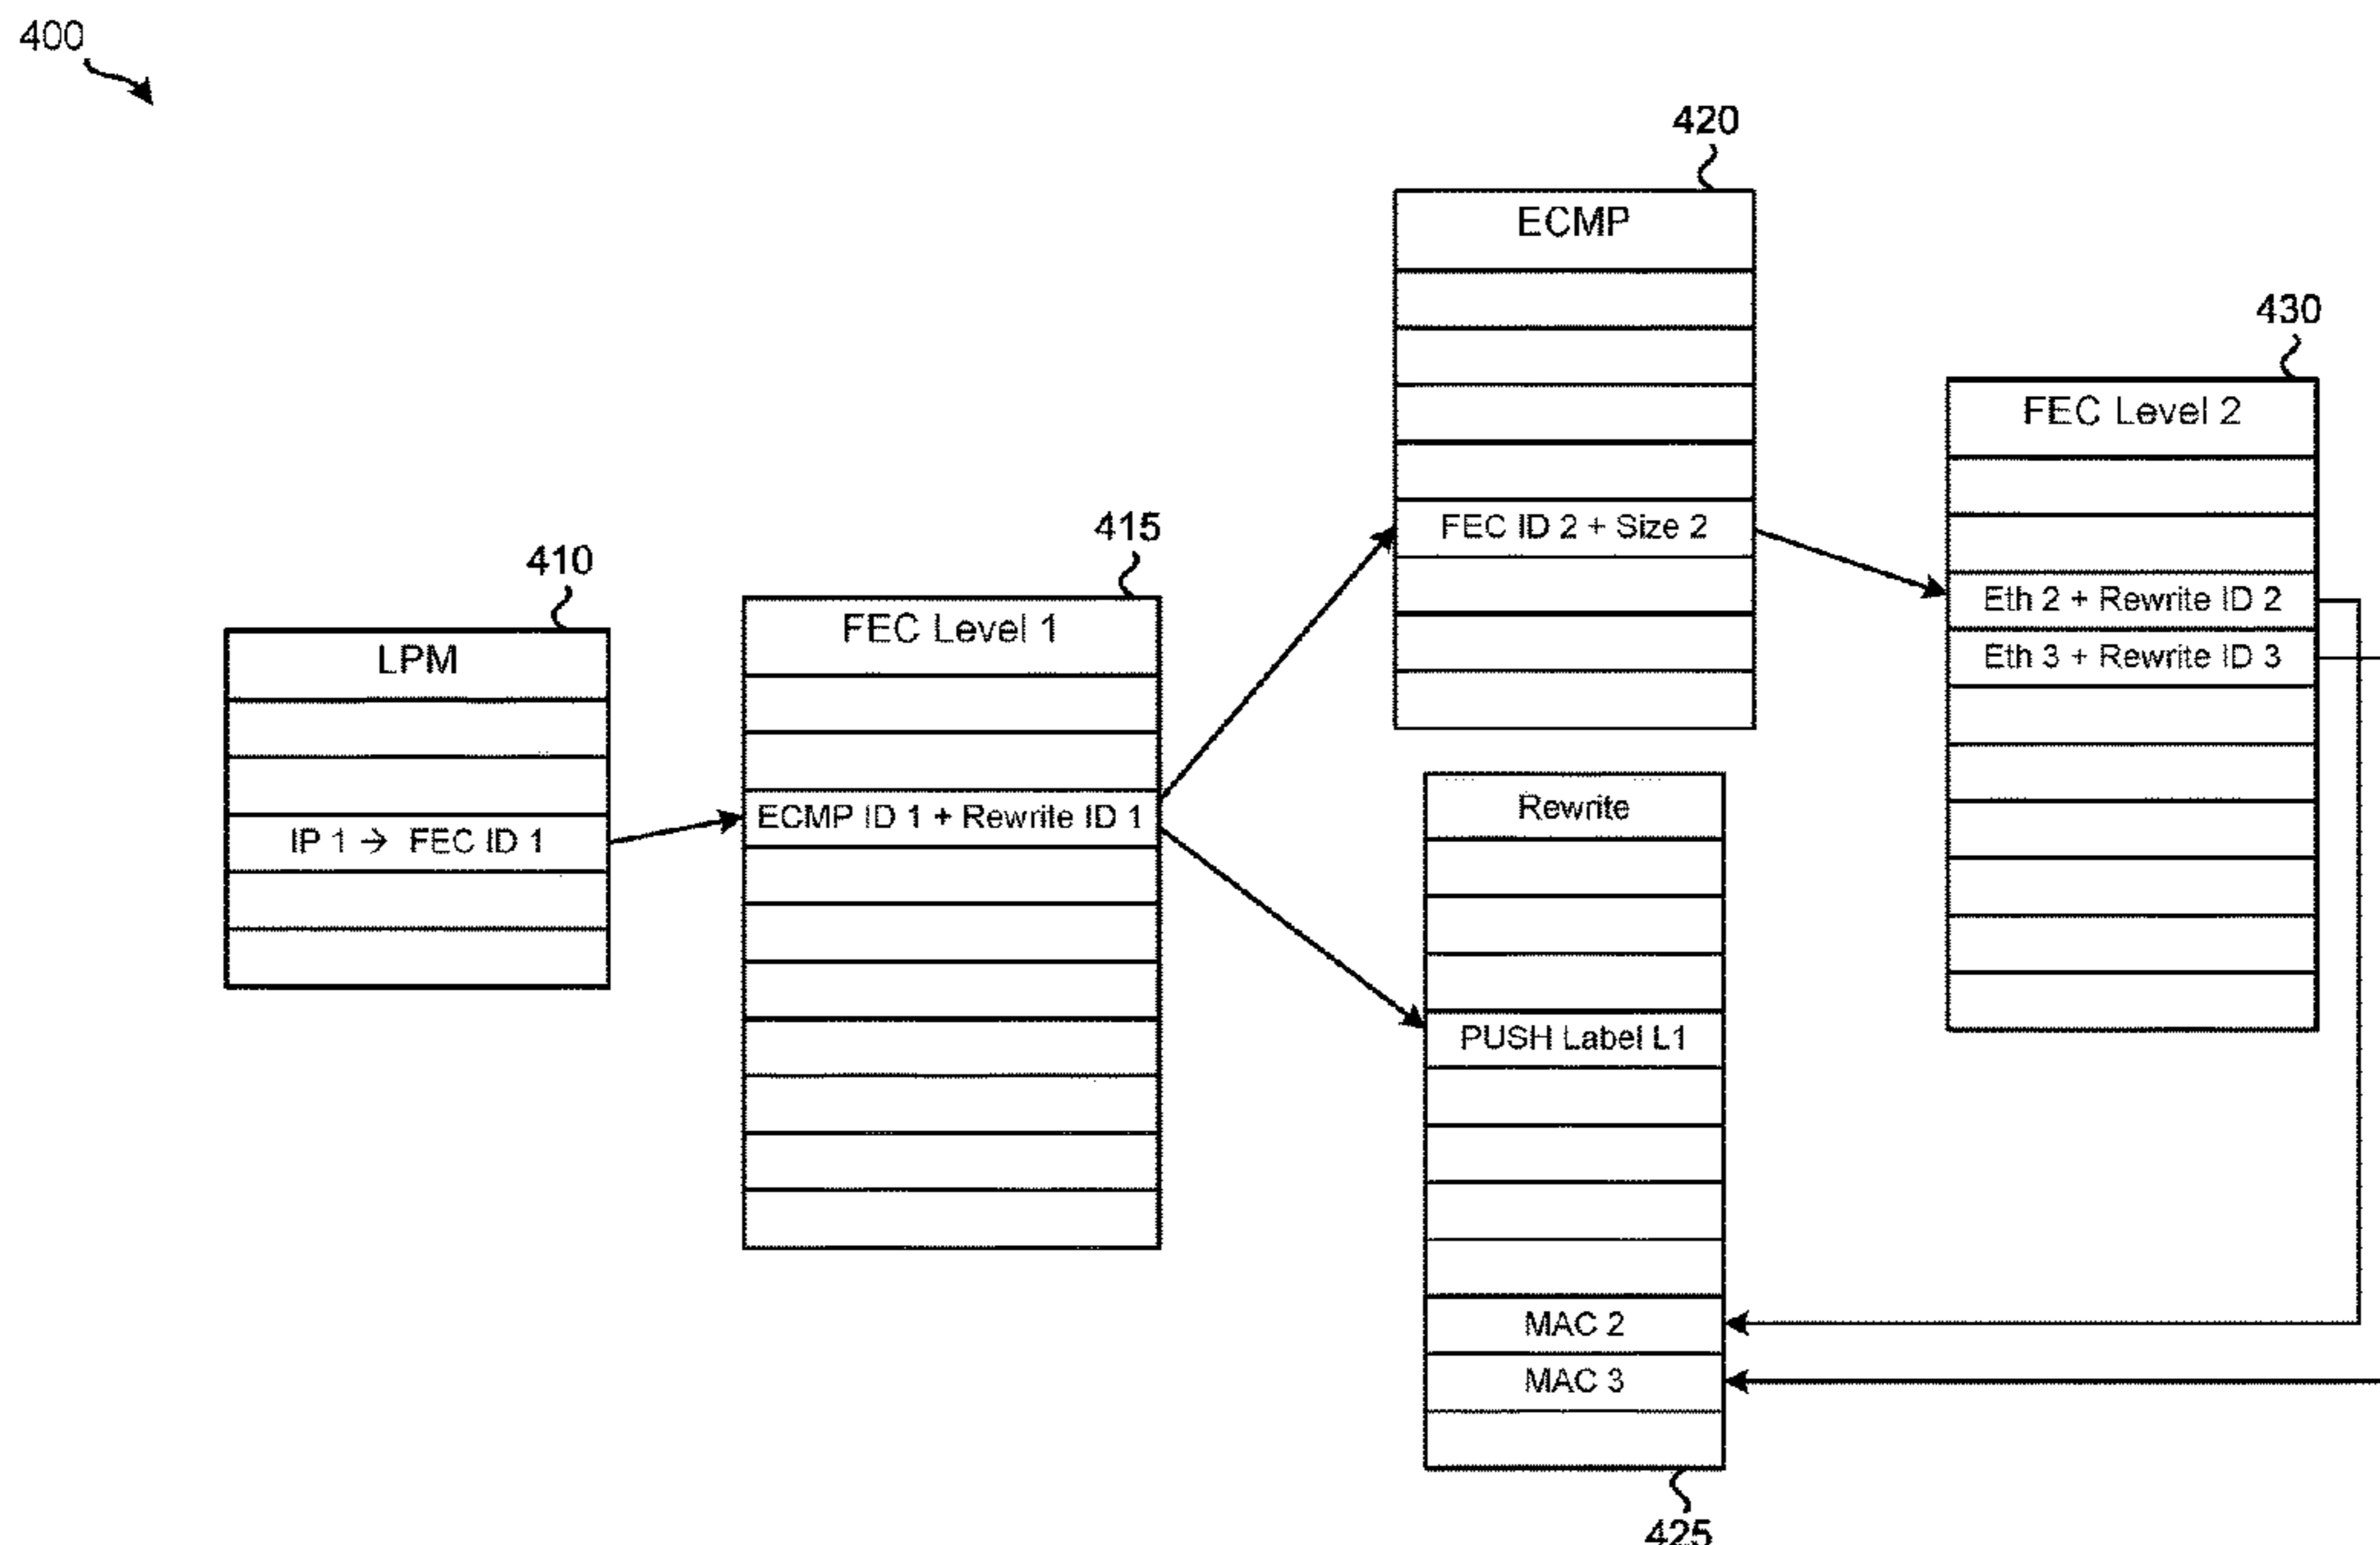 400
420
ECMP
FEC ID 2 + Size 2
430
FEC Level 2
Eth 2 + Rewrite ID 2
Eth 3 + Rewrite ID 3
415
FEC Level 1
ECMP ID 1 + Rewrite ID 1
410
LPM
IP 1 → FEC ID 1
Rewrite
PUSH Label L1
MAC 2
MAC 3
425